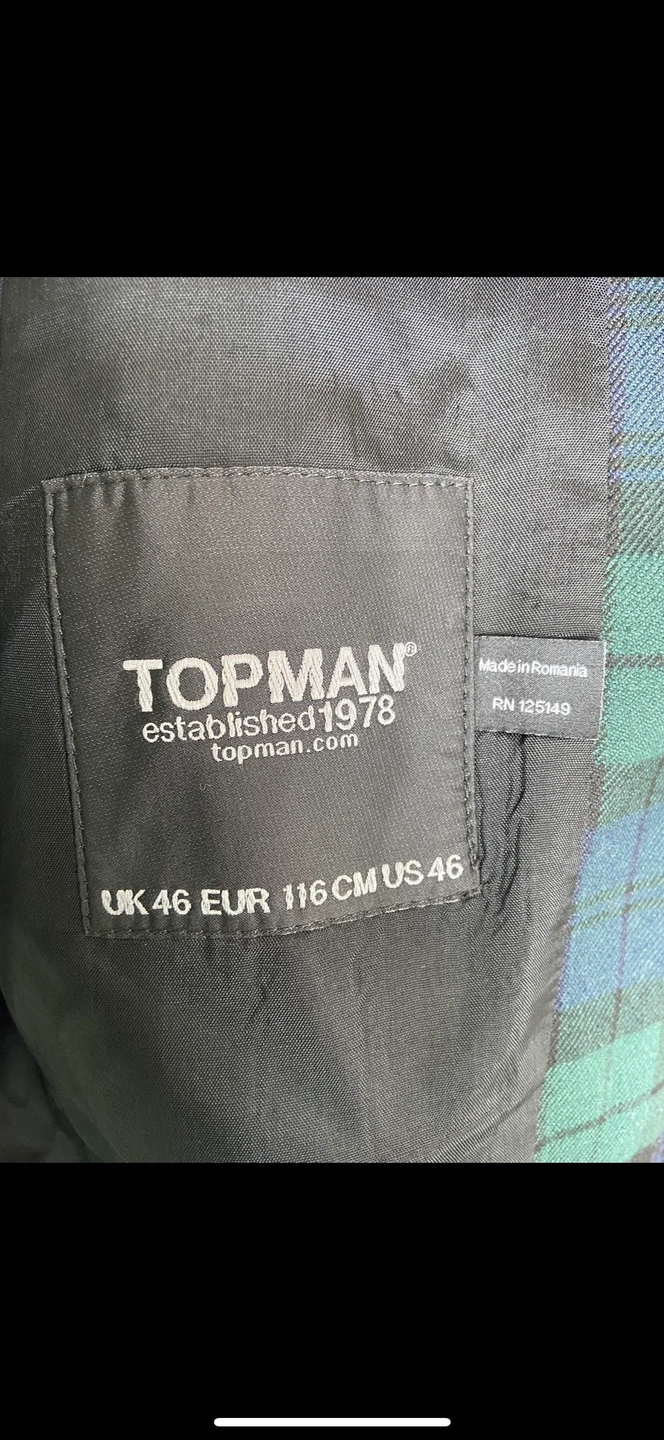 TOPMAN®
established 1978
topman.com
UK 46 EUR 116 CM US 46
Made in Romania
RN 125149